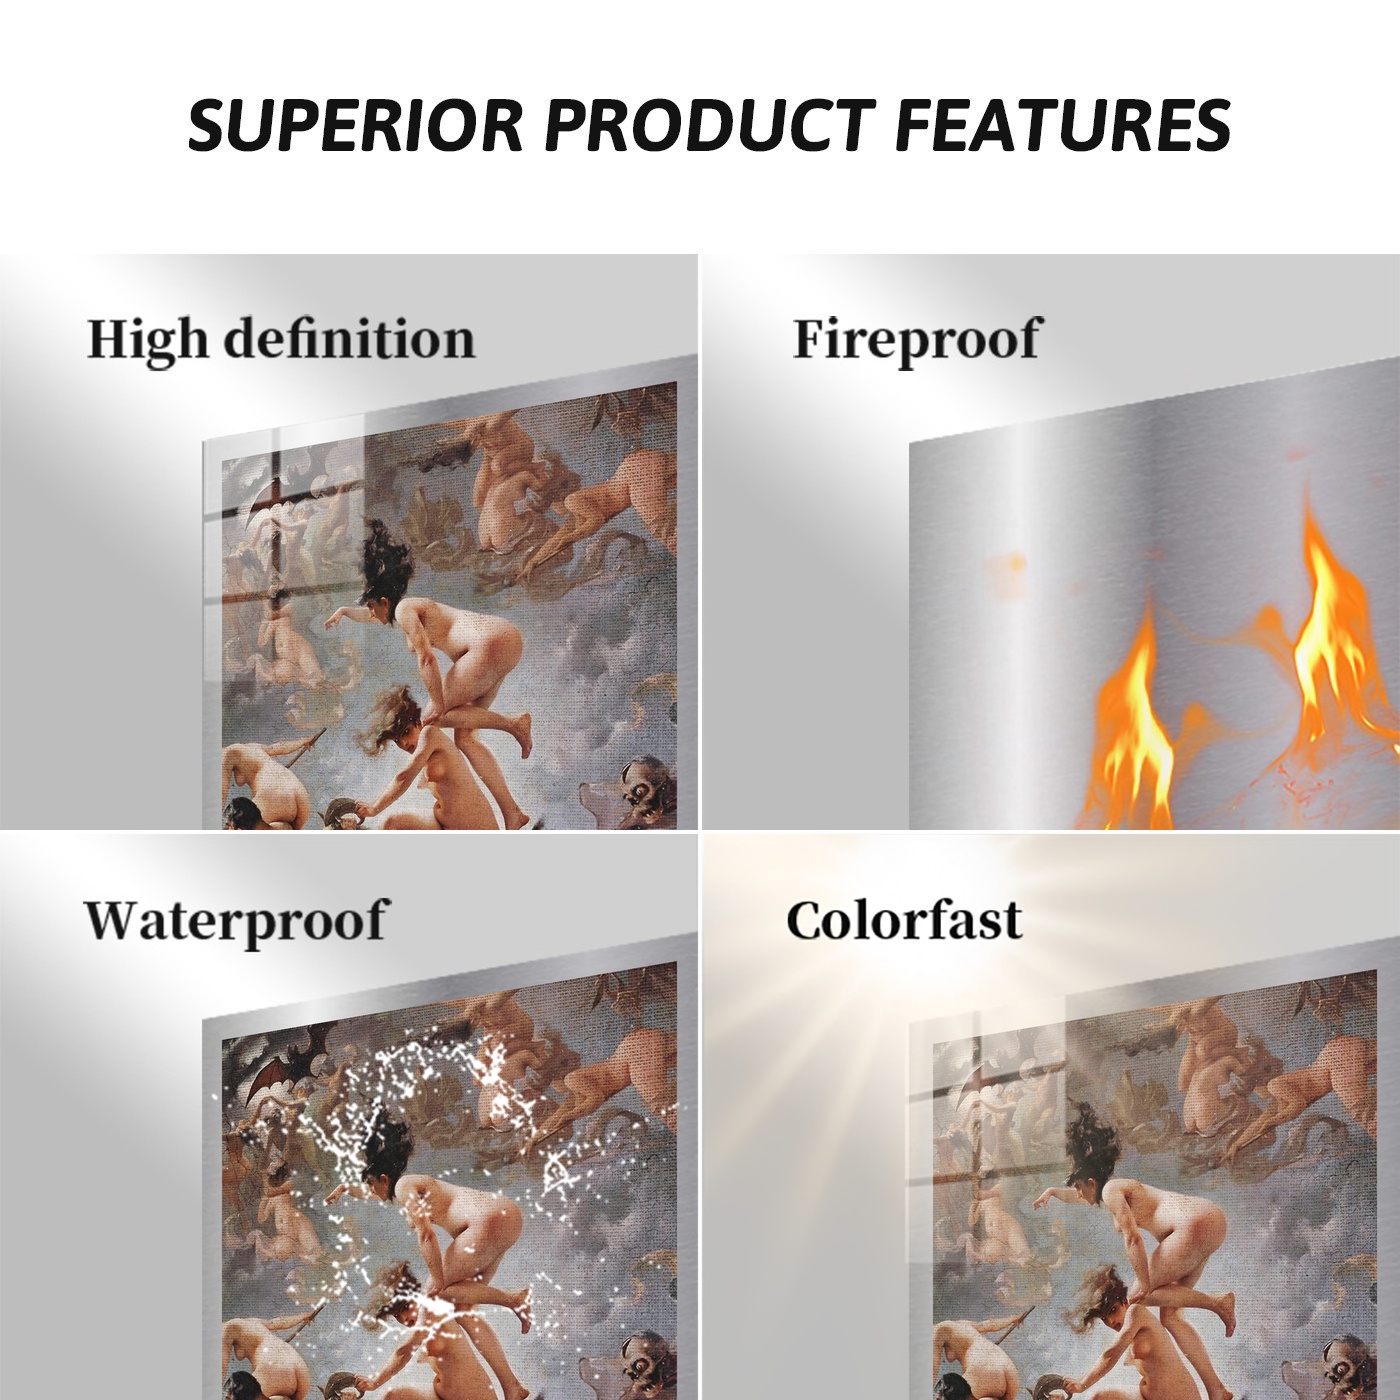 SUPERIOR PRODUCT FEATURES
High definition
Fireproof
Waterproof
Colorfast